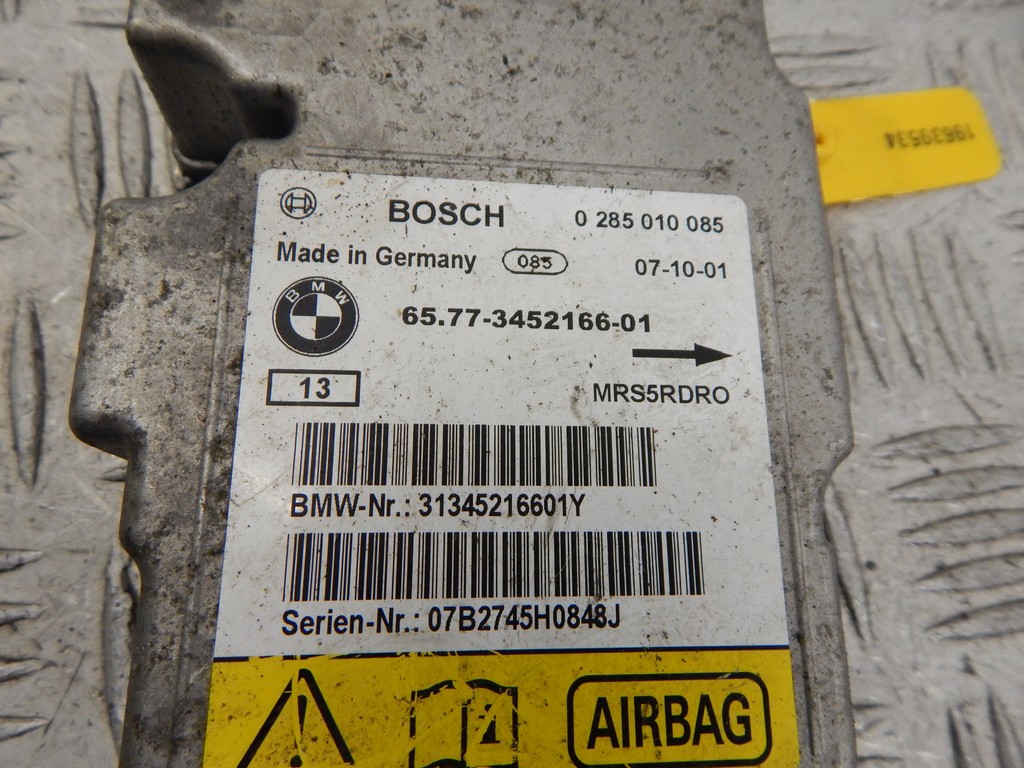 19639534
BOSCH 0 285 010 085
Made in Germany 085 07-10-01
BMW
65.77-3452166-01
13
MRS5RDRO
BMW-Nr.: 31345216601Y
Serien-Nr.: 07B2745H0848J
AIRBAG